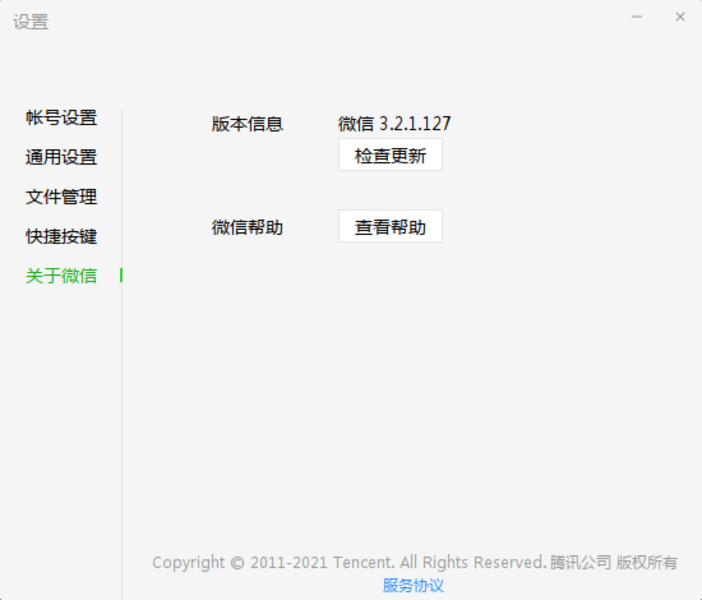 设置
帐号设置
通用设置
文件管理
快捷按键
关于微信
版本信息
微信 3.2.1.127
检查更新
微信帮助
查看帮助
Copyright © 2011-2021 Tencent. All Rights Reserved. 腾讯公司 版权所有
服务协议